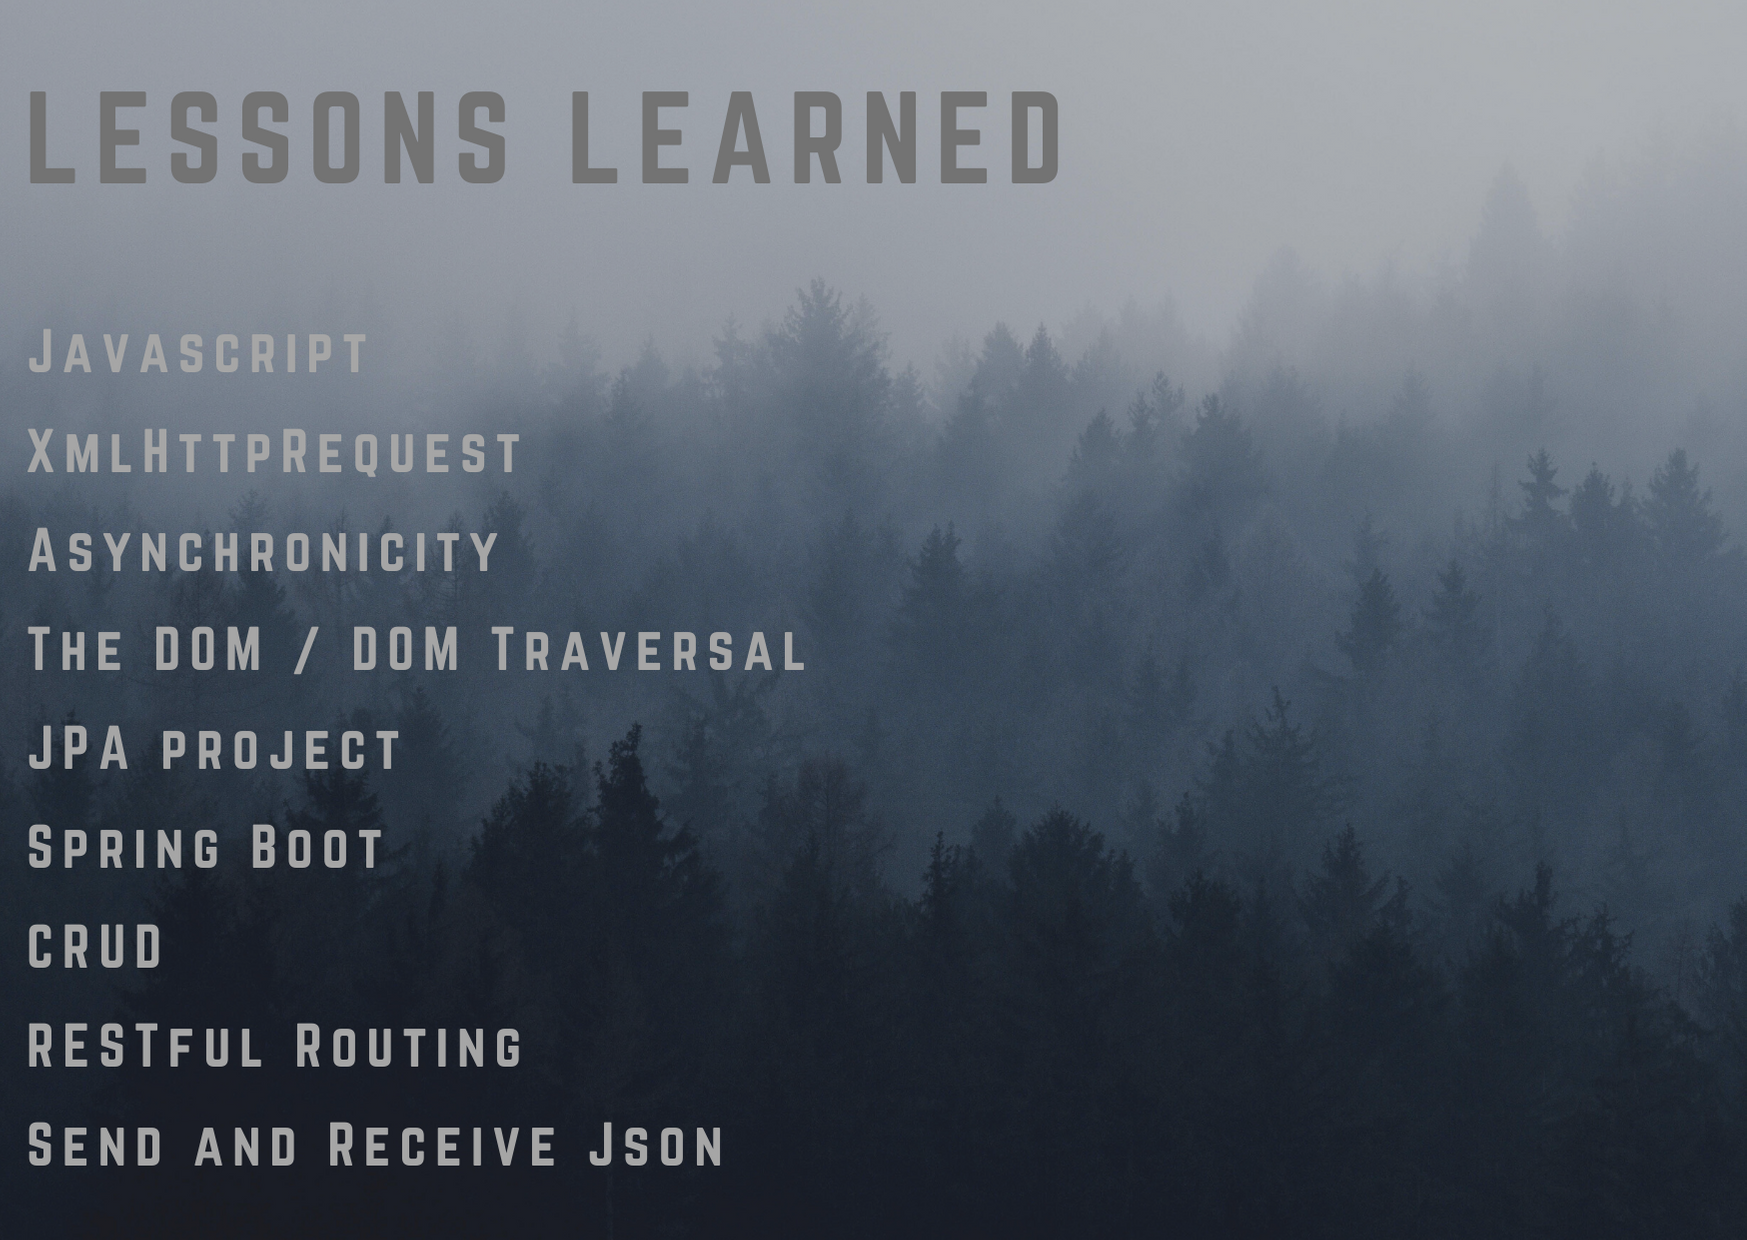 LESSONS LEARNED
Javascript
XmlHttpRequest
Asynchronicity
The DOM / DOM Traversal
JPA project
Spring Boot
CRUD
RESTful Routing
Send and Receive Json